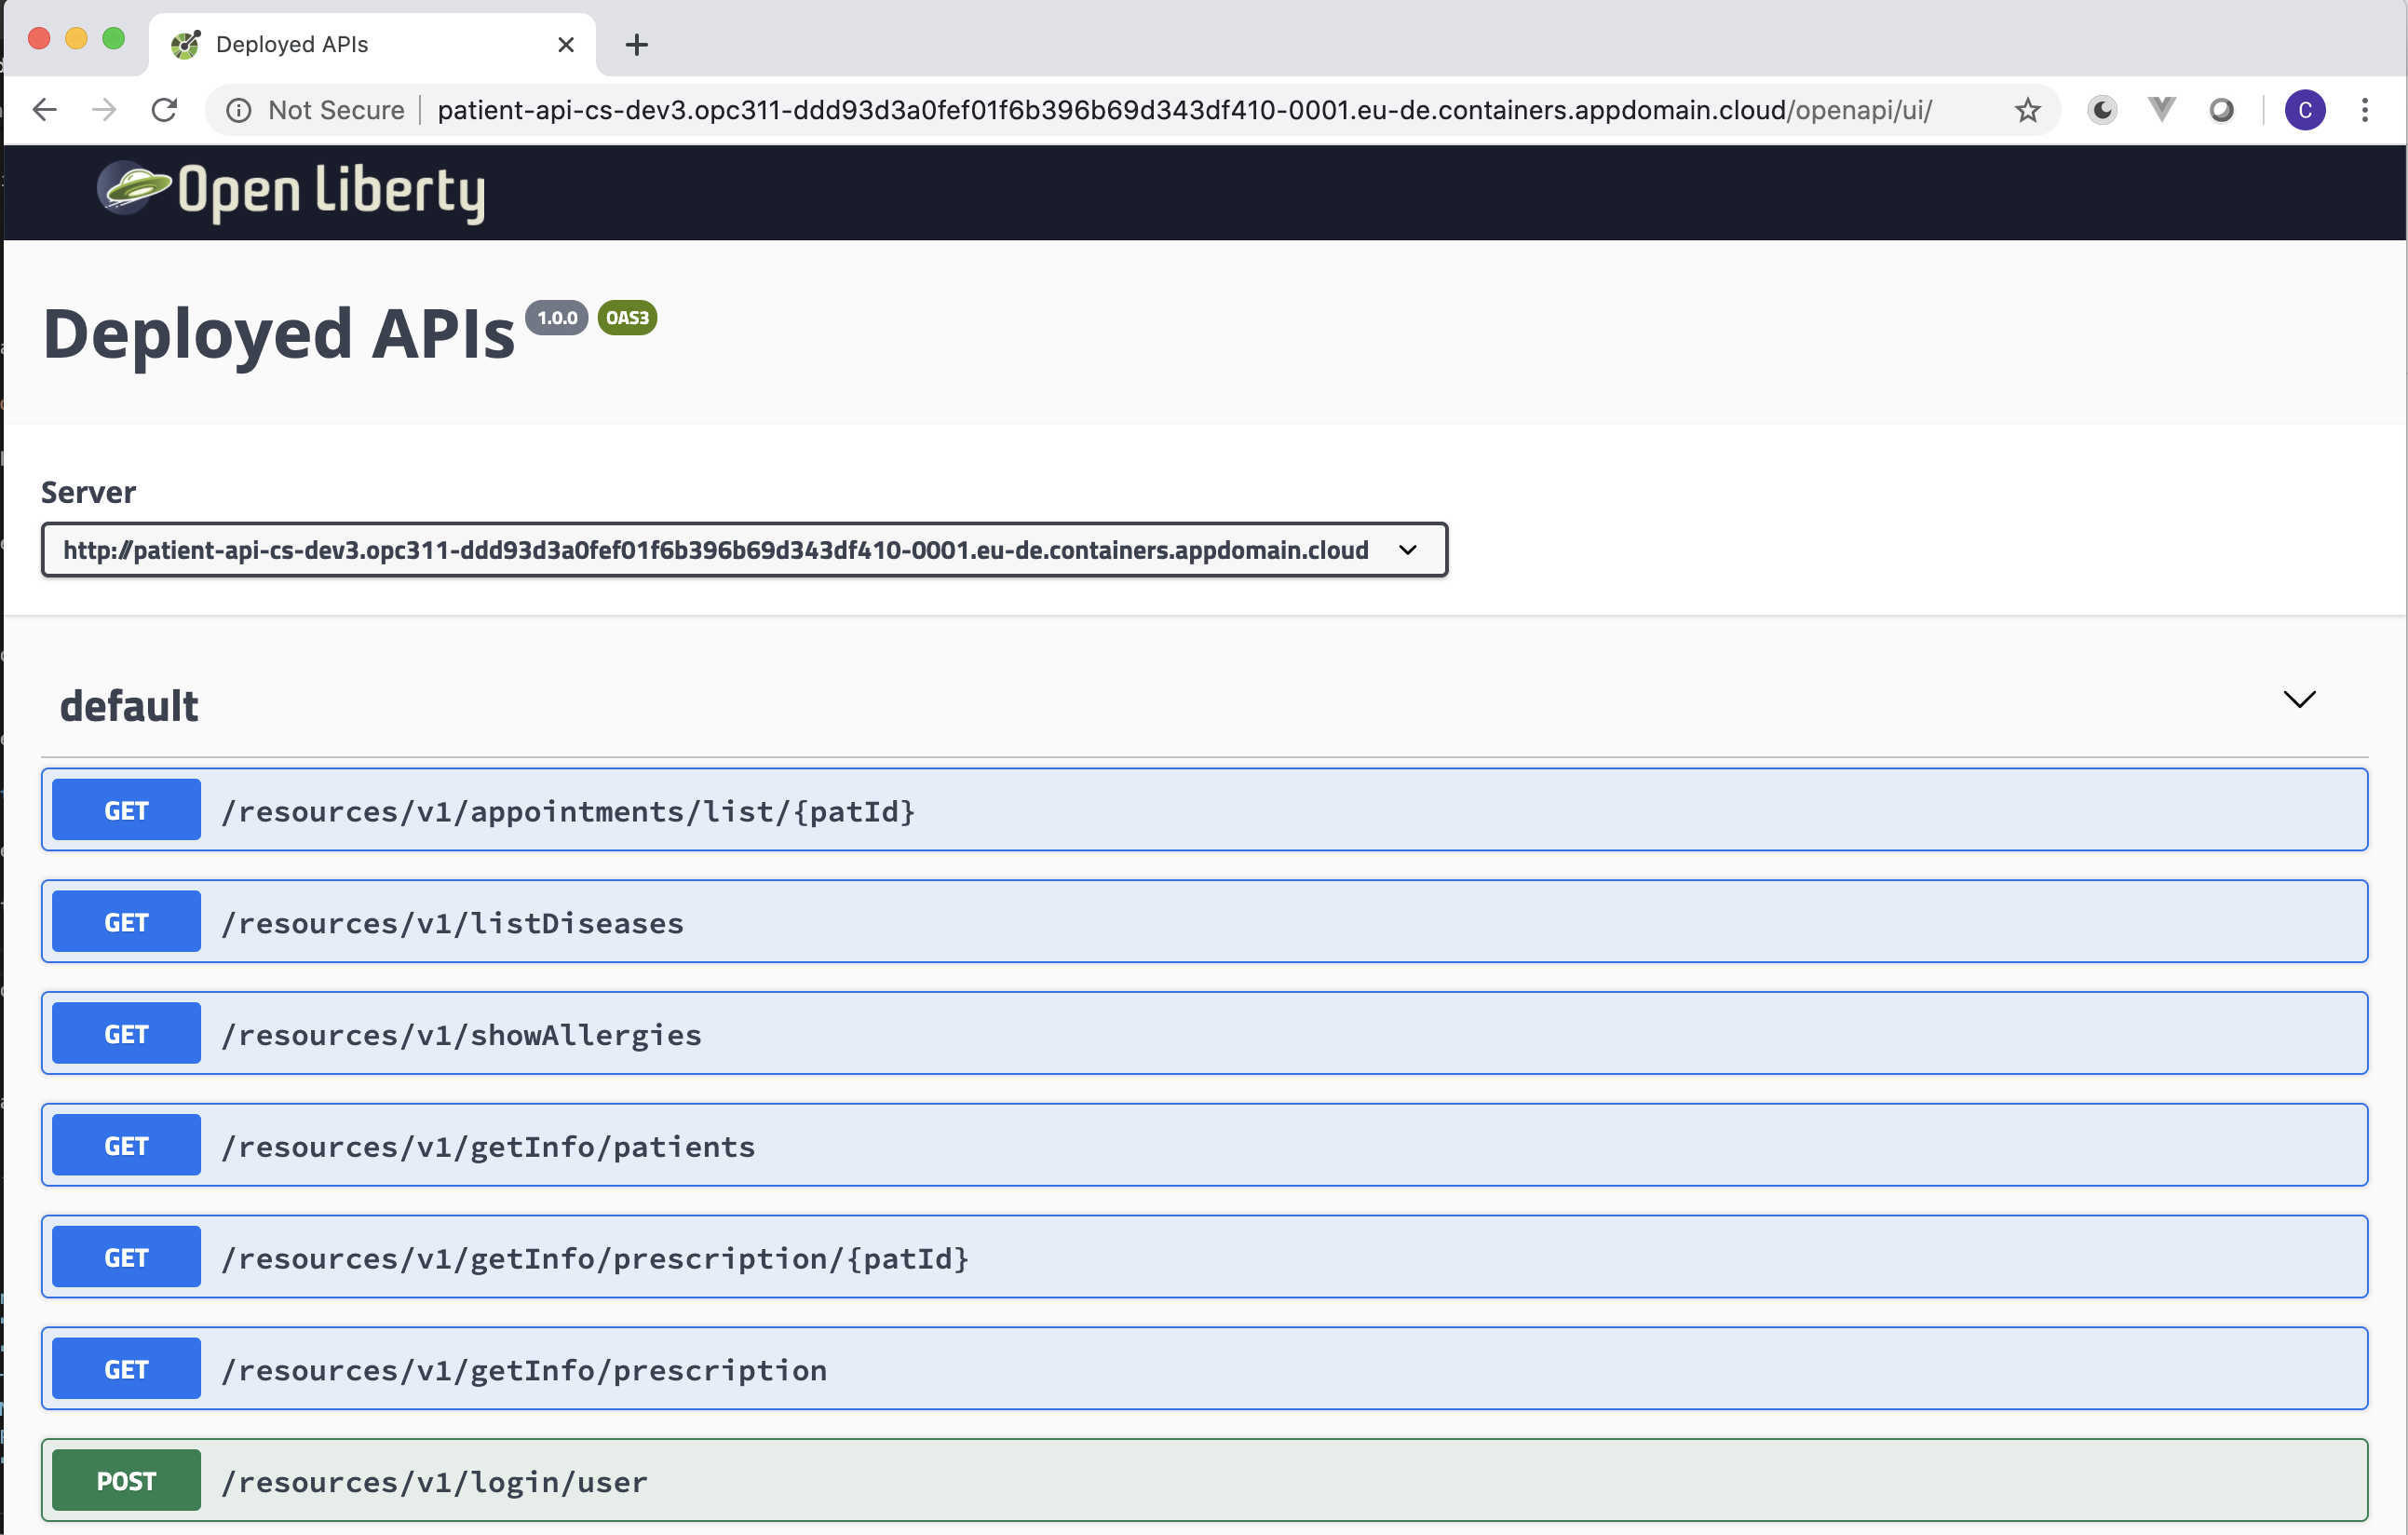 Deployed APIs
Not Secure patient-api-cs-dev3.opc311-ddd93d3a0fef01f6b396b69d343df410-0001.eu-de.containers.appdomain.cloud/openapi/ui/ C
Open Liberty
Deployed APIs 1.0.0 OAS3
Server
http://patient-api-cs-dev3.opc311-ddd93d3a0fef01f6b396b69d343df410-0001.eu-de.containers.appdomain.cloud
default
GET /resources/v1/appointments/list/{patId}
GET /resources/v1/listDiseases
GET /resources/v1/showAllergies
GET /resources/v1/getInfo/patients
GET /resources/v1/getInfo/prescription/{patId}
GET /resources/v1/getInfo/prescription
POST /resources/v1/login/user